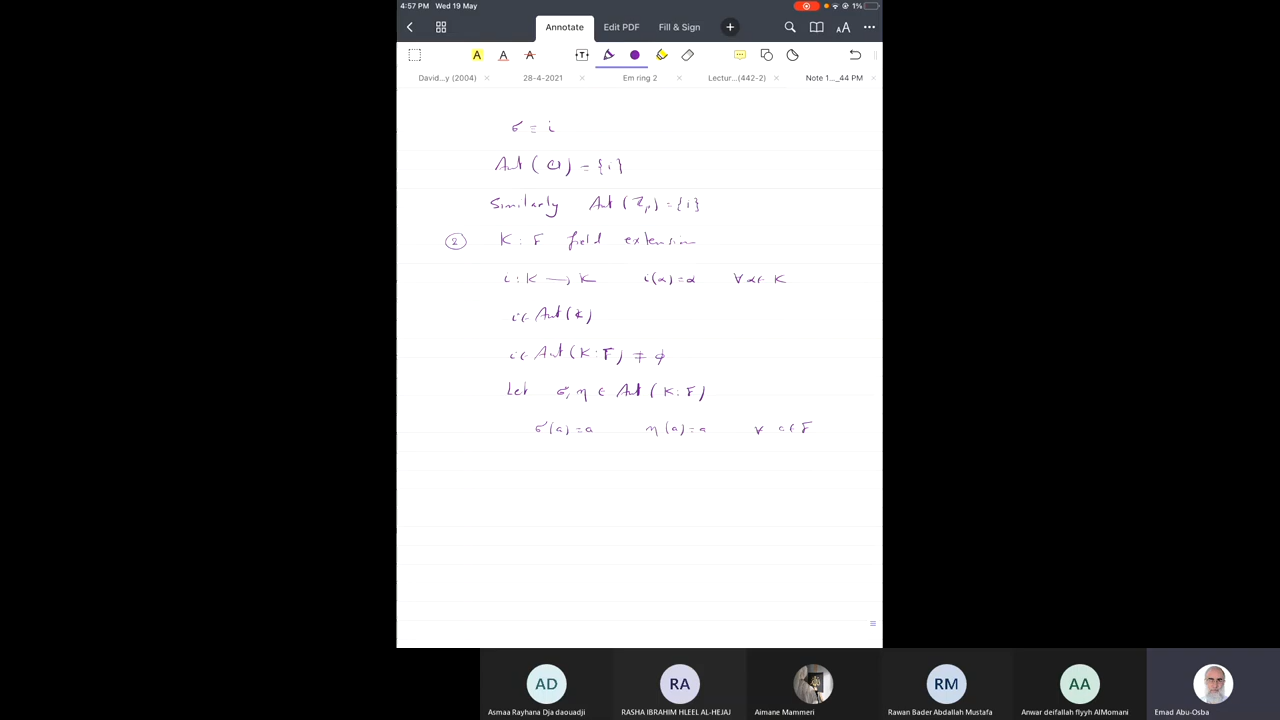 4:57 PM Wed 19 May 1%
Annotate Edit PDF Fill & Sign
David...y (2004) 28-4-2021 Em ring 2 Lectur...(442-2) Note 1..._44 PM
σ = i
Aut ( Q ) = {i}
Similarly Aut ( ℤp ) = {i}
② K : F field extension
i : K → K i(α) = α ∀ α ∈ K
i ∈ Aut ( K )
i ∈ Aut ( K : F ) ≠ ϕ
Let σ, η ∈ Aut ( K : F )
σ(a) = a η(a) = a ∀ a ∈ F
AD RA RM AA
Asmaa Rayhana Dja daouadji RASHA IBRAHIM HLEEL AL-HEJAJ Aimane Mammeri Rawan Bader Abdallah Mustafa Anwar deifallah flyyh AlMomani Emad Abu-Osba